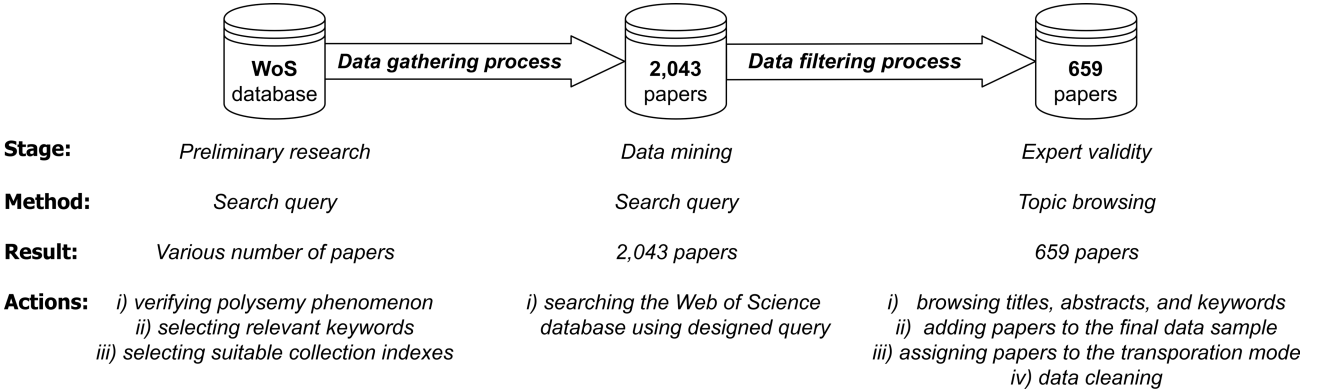 WoS
database
Data gathering process
2,043
papers
Data filtering process
659
papers
Stage: Preliminary research Data mining Expert validity
Method: Search query Search query Topic browsing
Result: Various number of papers 2,043 papers 659 papers
Actions: i) verifying polysemy phenomenon i) searching the Web of Science i) browsing titles, abstracts, and keywords
ii) selecting relevant keywords database using designed query ii) adding papers to the final data sample
iii) selecting suitable collection indexes iii) assigning papers to the transporation mode
iv) data cleaning